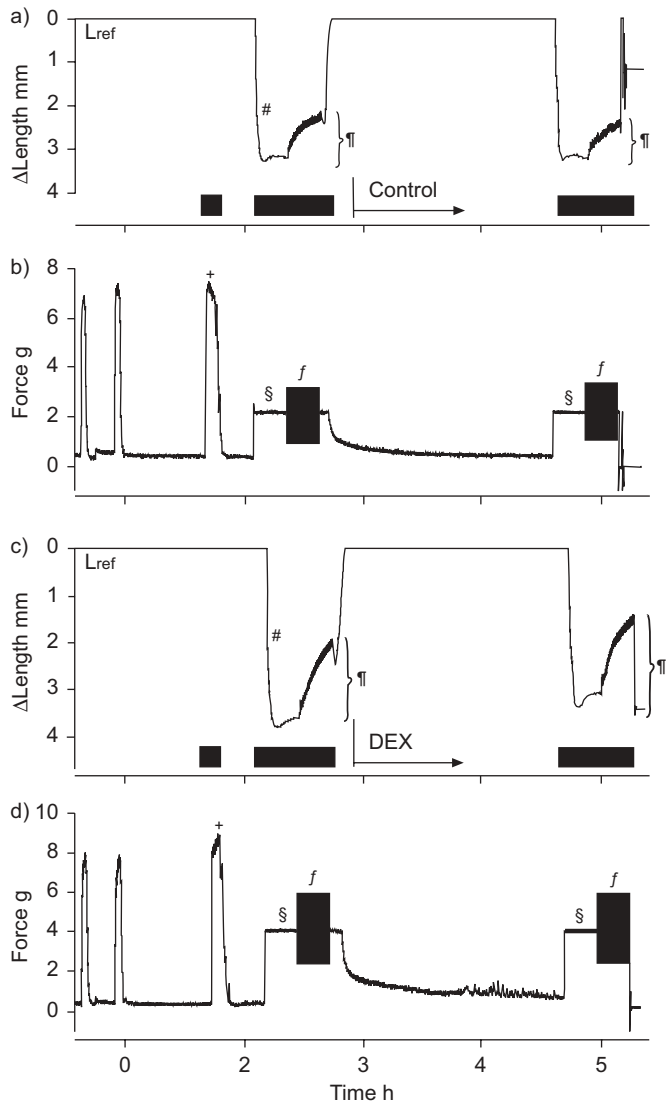 a)
0
1
2
3
4
ΔLength mm
Lref
#
¶
¶
Control
b)
8
6
4
2
0
Force g
+
§
ƒ
§
ƒ
c)
0
1
2
3
4
ΔLength mm
Lref
#
¶
¶
DEX
d)
10
8
6
4
2
0
Force g
+
§
ƒ
§
ƒ
0 2 3 4 5
Time h